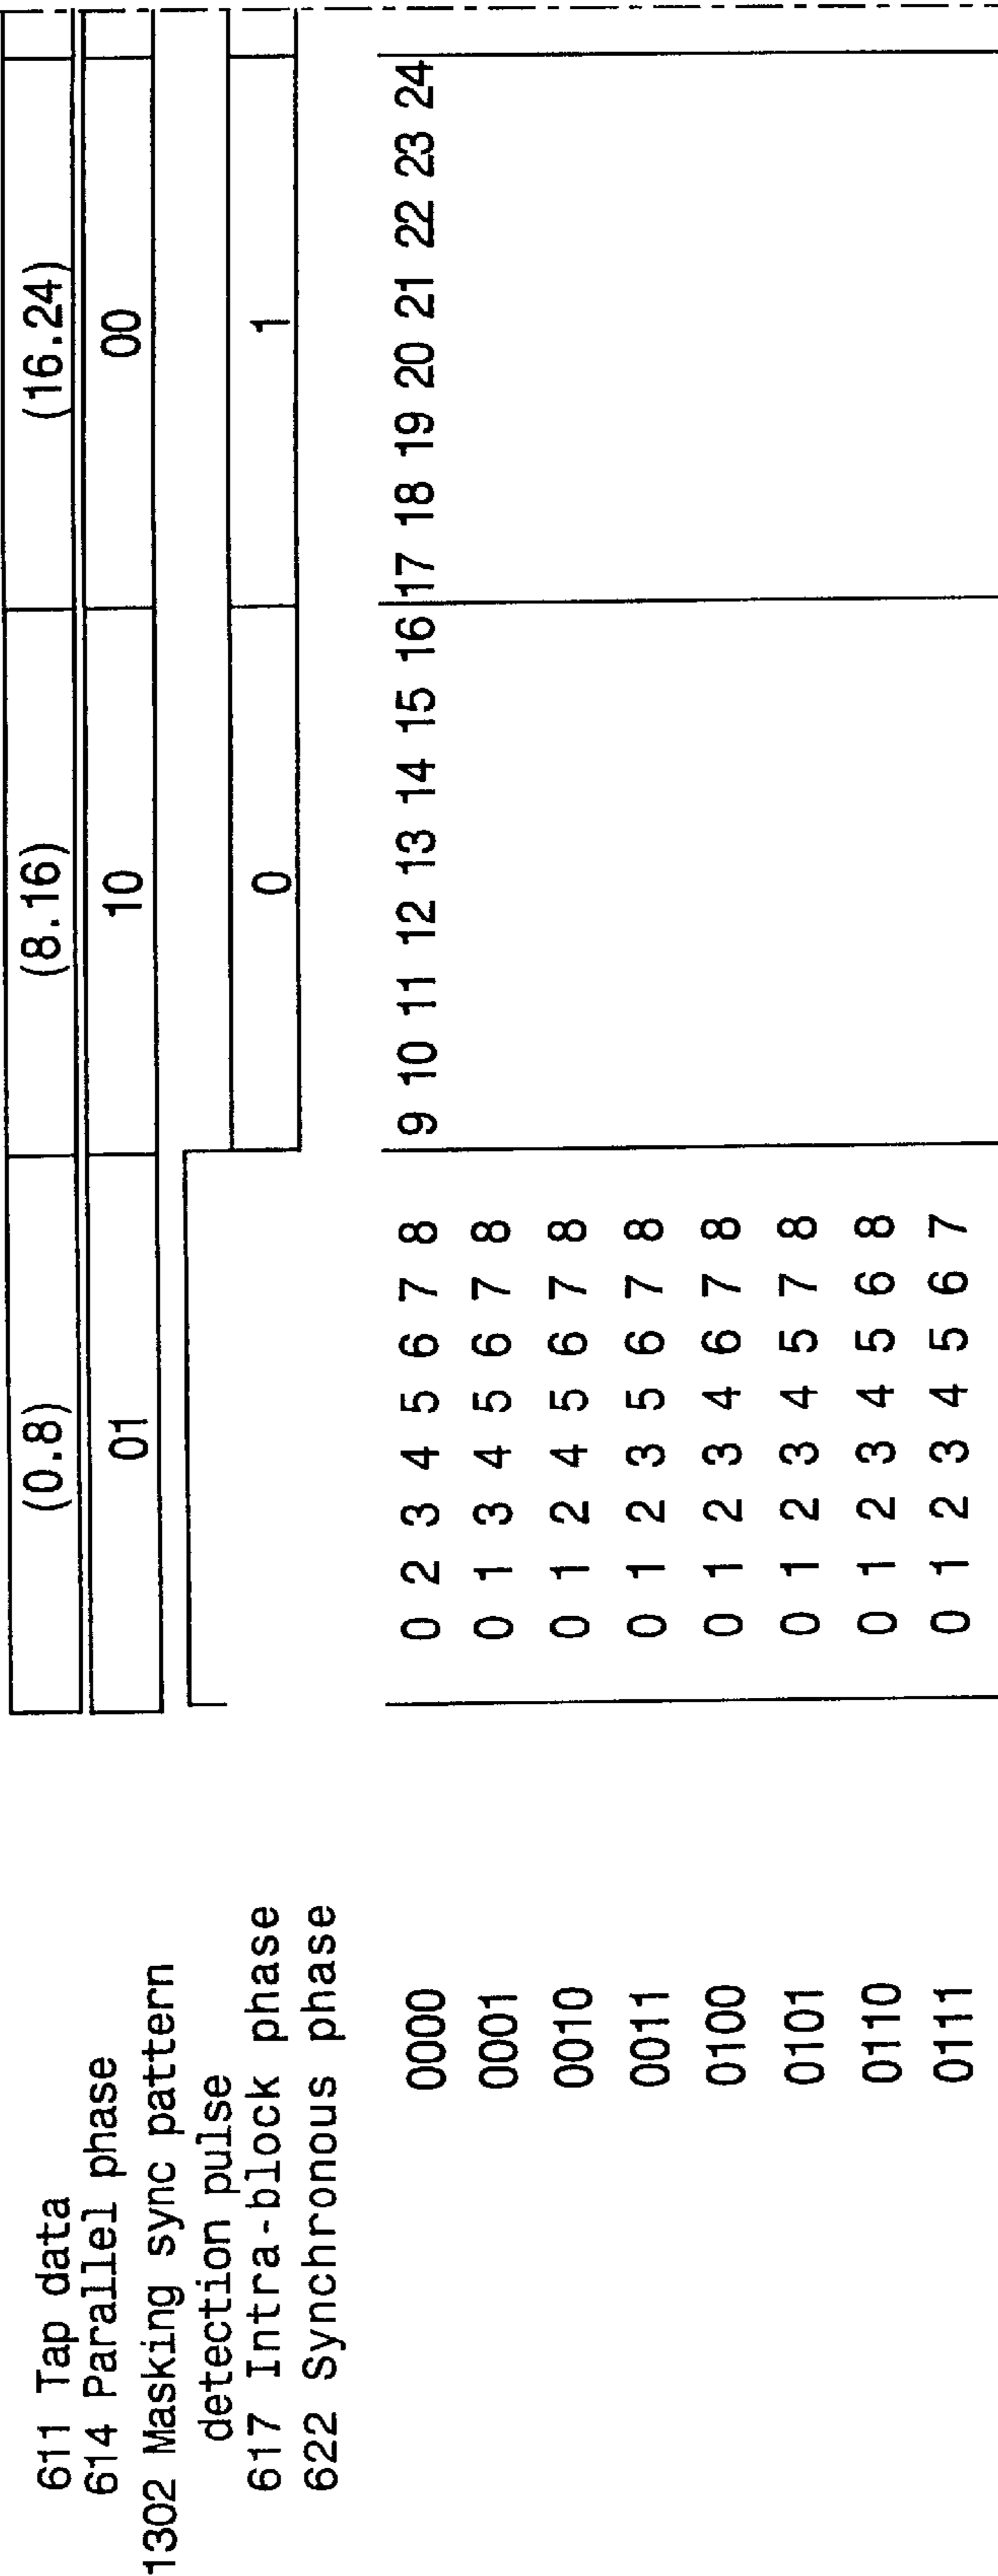 611 Tap data (0.8) (8.16) (16.24)
614 Parallel phase 01 10 00
1302 Masking sync pattern
detection pulse
617 Intra-block phase 0 1
622 Synchronous phase
0000 0 2 3 4 5 6 7 8 9 10 11 12 13 14 15 16 17 18 19 20 21 22 23 24
0001 0 1 3 4 5 6 7 8
0010 0 1 2 4 5 6 7 8
0011 0 1 2 3 5 6 7 8
0100 0 1 2 3 4 6 7 8
0101 0 1 2 3 4 5 7 8
0110 0 1 2 3 4 5 6 8
0111 0 1 2 3 4 5 6 7